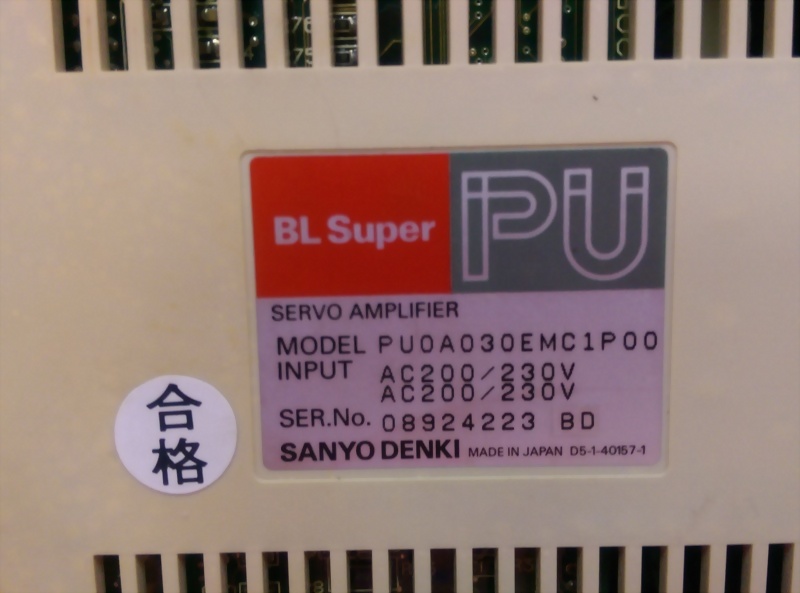 BL Super PU
SERVO AMPLIFIER
MODEL PU0A030EMC1P00
INPUT AC200/230V
AC200/230V
SER.No. 08924223 BD
SANYO DENKI MADE IN JAPAN D5-1-40157-1
合格